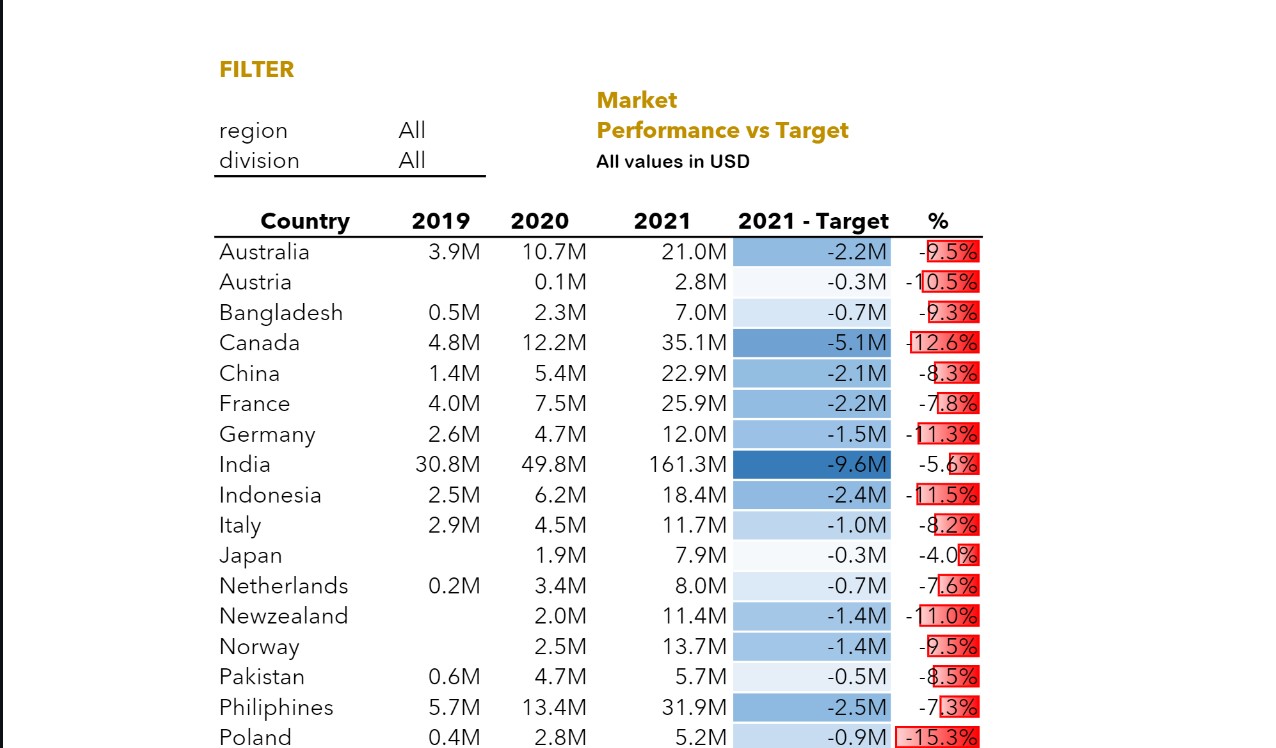 FILTER
Market
region All Performance vs Target
division All All values in USD
Country 2019 2020 2021 2021 - Target %
Australia 3.9M 10.7M 21.0M -2.2M -9.5%
Austria 0.1M 2.8M -0.3M -10.5%
Bangladesh 0.5M 2.3M 7.0M -0.7M -9.3%
Canada 4.8M 12.2M 35.1M -5.1M -12.6%
China 1.4M 5.4M 22.9M -2.1M -8.3%
France 4.0M 7.5M 25.9M -2.2M -7.8%
Germany 2.6M 4.7M 12.0M -1.5M -11.3%
India 30.8M 49.8M 161.3M -9.6M -5.6%
Indonesia 2.5M 6.2M 18.4M -2.4M -11.5%
Italy 2.9M 4.5M 11.7M -1.0M -8.2%
Japan 1.9M 7.9M -0.3M -4.0%
Netherlands 0.2M 3.4M 8.0M -0.7M -7.6%
Newzealand 2.0M 11.4M -1.4M -11.0%
Norway 2.5M 13.7M -1.4M -9.5%
Pakistan 0.6M 4.7M 5.7M -0.5M -8.5%
Philiphines 5.7M 13.4M 31.9M -2.5M -7.3%
Poland 0.4M 2.8M 5.2M -0.9M -15.3%